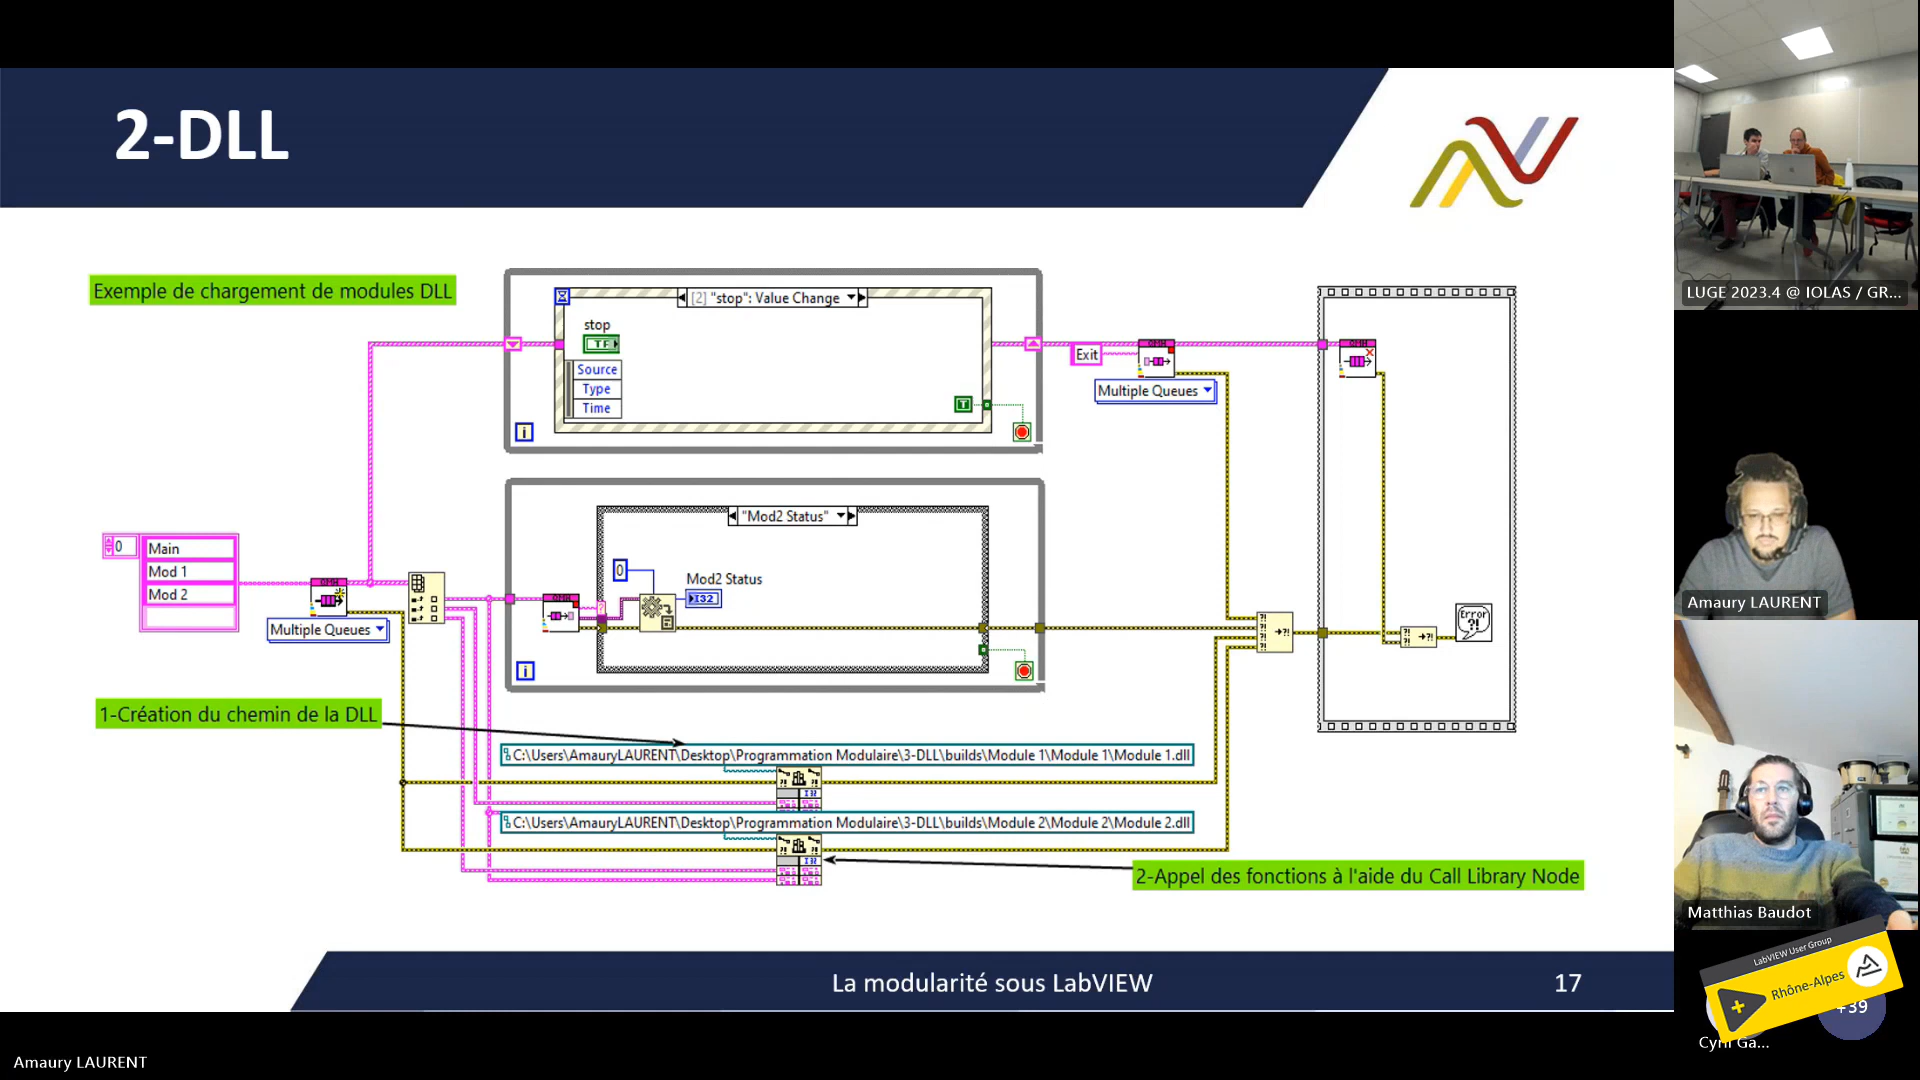 2-DLL
Exemple de chargement de modules DLL
[2] "stop": Value Change
stop
TF
Source
Type
Time
T
i
Exit
Multiple Queues
"Mod2 Status"
0
Mod2 Status
I32
i
0
Main
Mod 1
Mod 2
Multiple Queues
Error
?!
1-Création du chemin de la DLL
C:\Users\AmauryLAURENT\Desktop\Programmation Modulaire\3-DLL\builds\Module 1\Module 1\Module 1.dll
I32
C:\Users\AmauryLAURENT\Desktop\Programmation Modulaire\3-DLL\builds\Module 2\Module 2\Module 2.dll
I32
2-Appel des fonctions à l'aide du Call Library Node
La modularité sous LabVIEW
17
Amaury LAURENT
LUGE 2023.4 @ IOLAS / GR...
Amaury LAURENT
Matthias Baudot
LabVIEW User Group
Rhône-Alpes
+39
Cyril Ga...